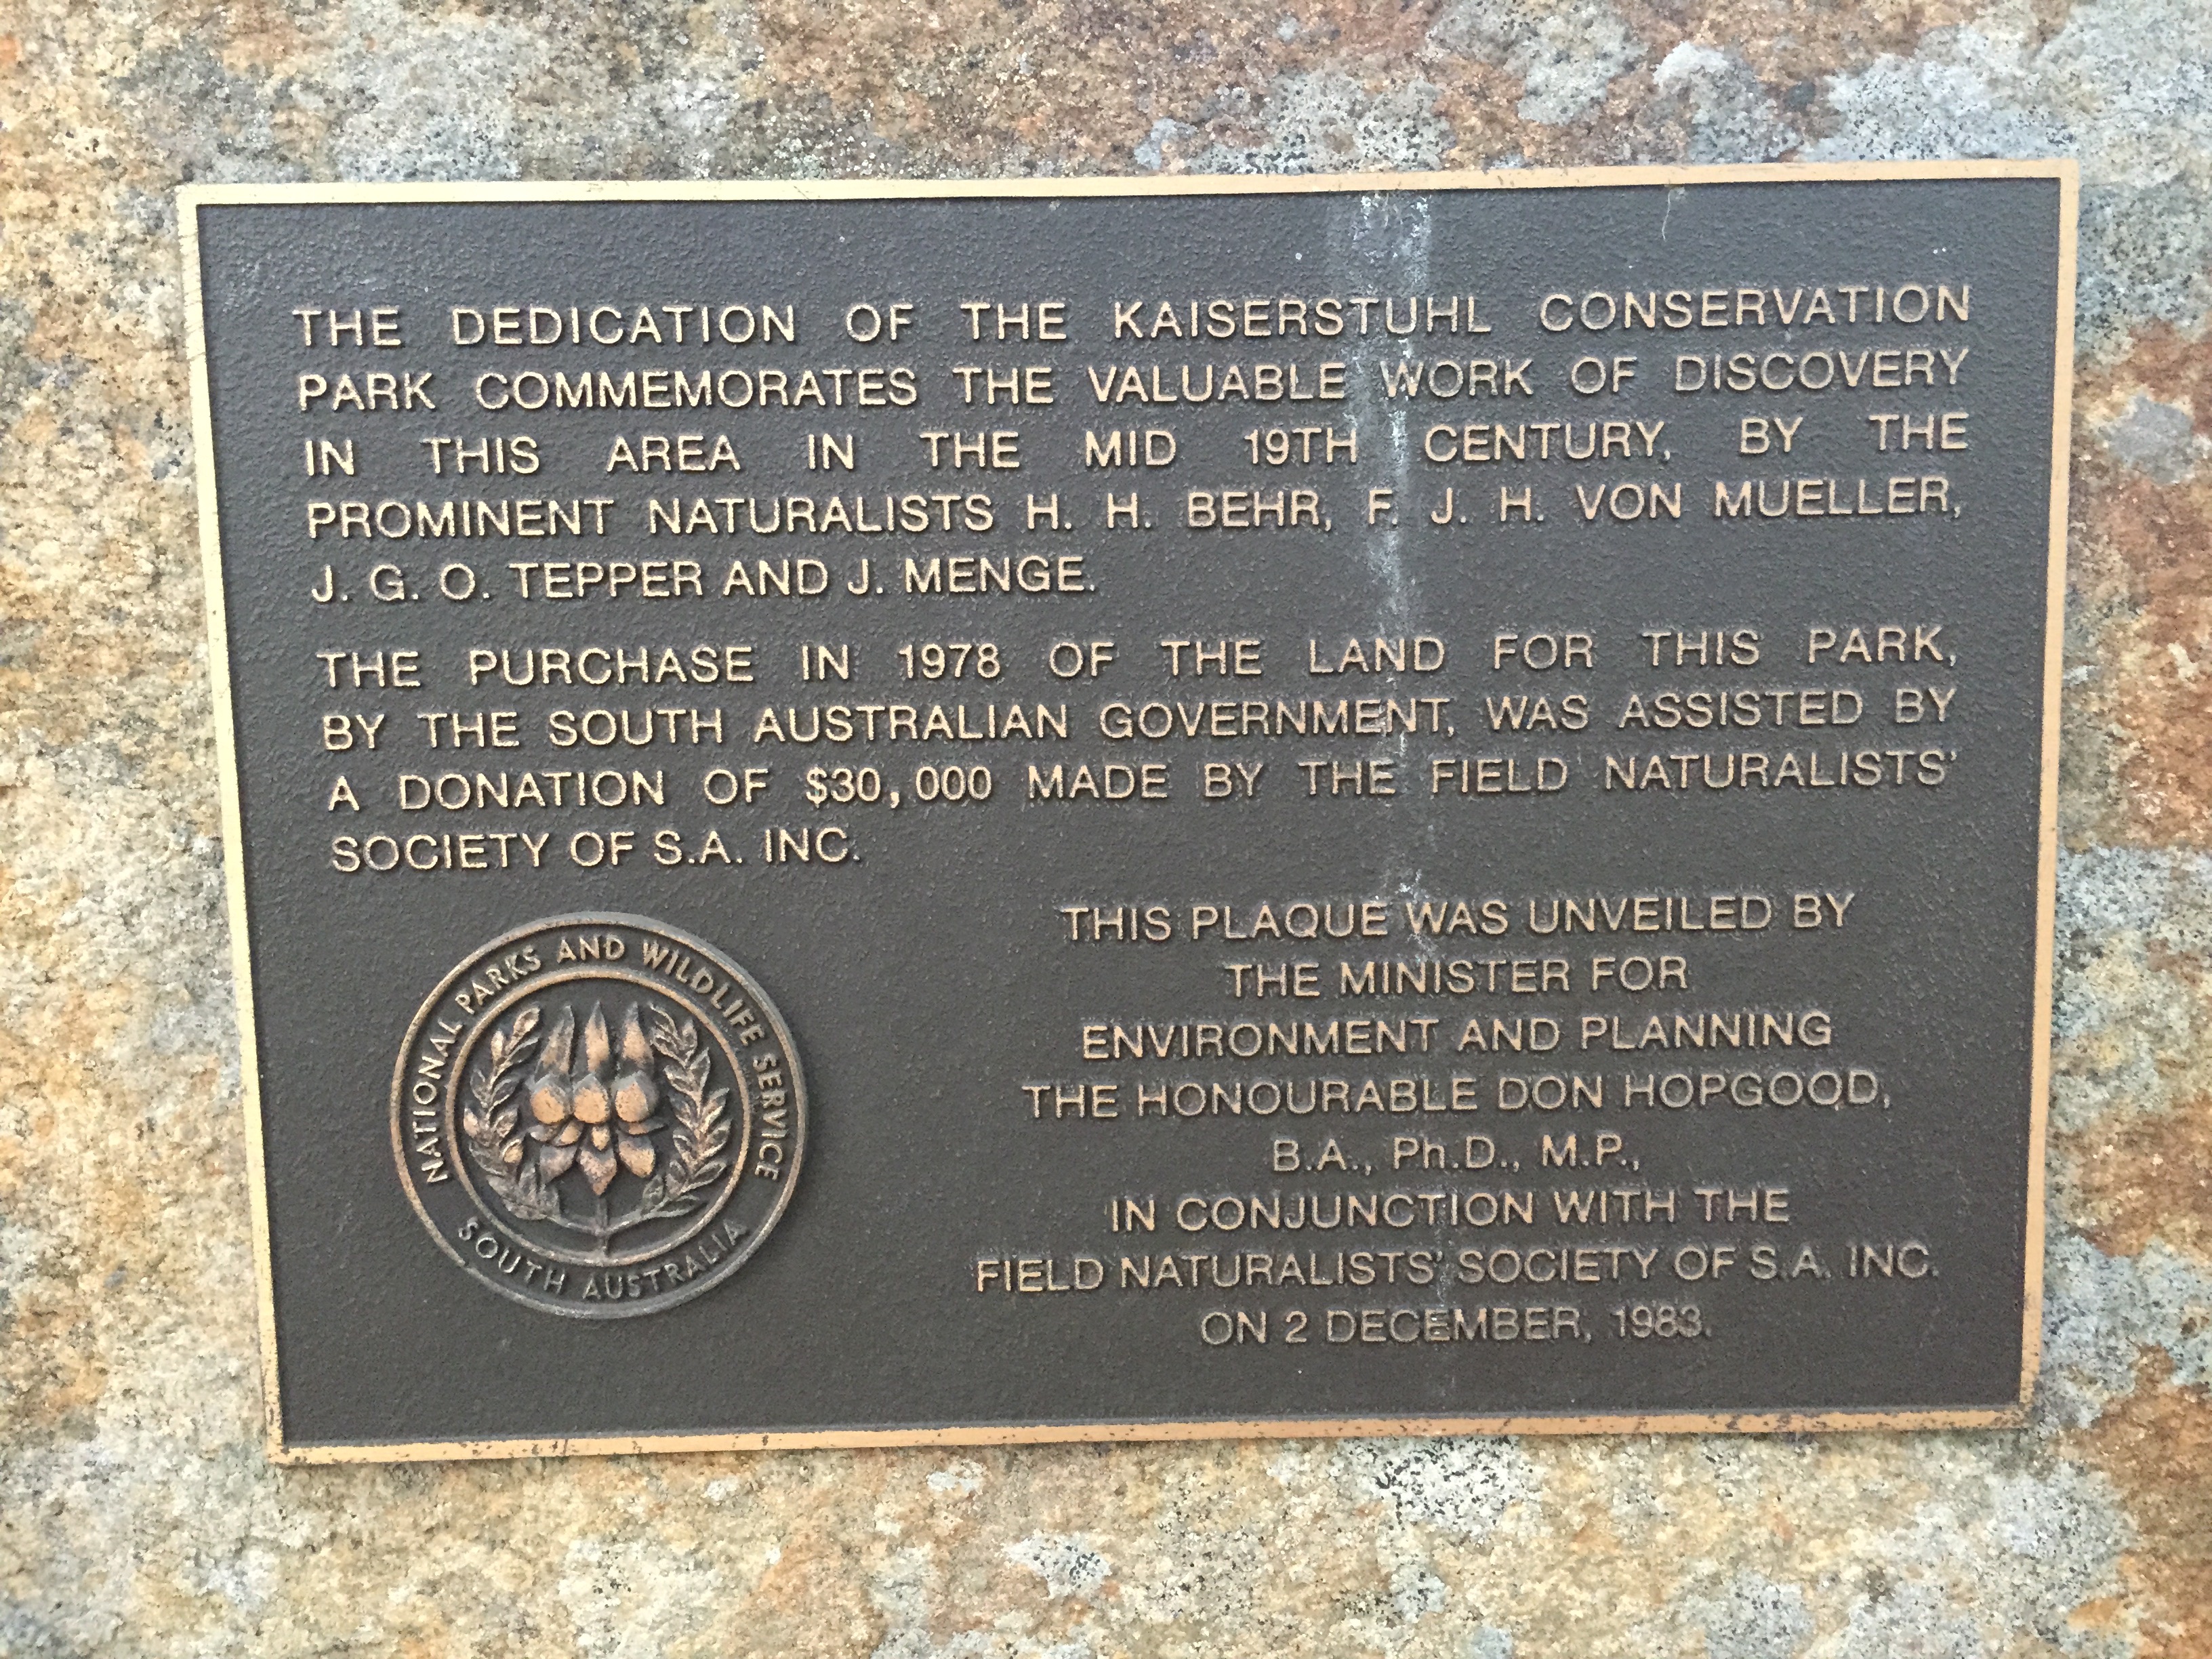 THE DEDICATION OF THE KAISERSTUHL CONSERVATION
PARK COMMEMORATES THE VALUABLE WORK OF DISCOVERY
IN THIS AREA IN THE MID 19TH CENTURY, BY THE
PROMINENT NATURALISTS H. H. BEHR, F. J. H. VON MUELLER,
J. G. O. TEPPER AND J. MENGE.
THE PURCHASE IN 1978 OF THE LAND FOR THIS PARK,
BY THE SOUTH AUSTRALIAN GOVERNMENT, WAS ASSISTED BY
A DONATION OF $30,000 MADE BY THE FIELD NATURALISTS'
SOCIETY OF S.A. INC.
NATIONAL PARKS AND WILDLIFE SERVICE
SOUTH AUSTRALIA
THIS PLAQUE WAS UNVEILED BY
THE MINISTER FOR
ENVIRONMENT AND PLANNING
THE HONOURABLE DON HOPGOOD,
B.A., Ph.D., M.P.,
IN CONJUNCTION WITH THE
FIELD NATURALISTS' SOCIETY OF S.A. INC.
ON 2 DECEMBER, 1983.